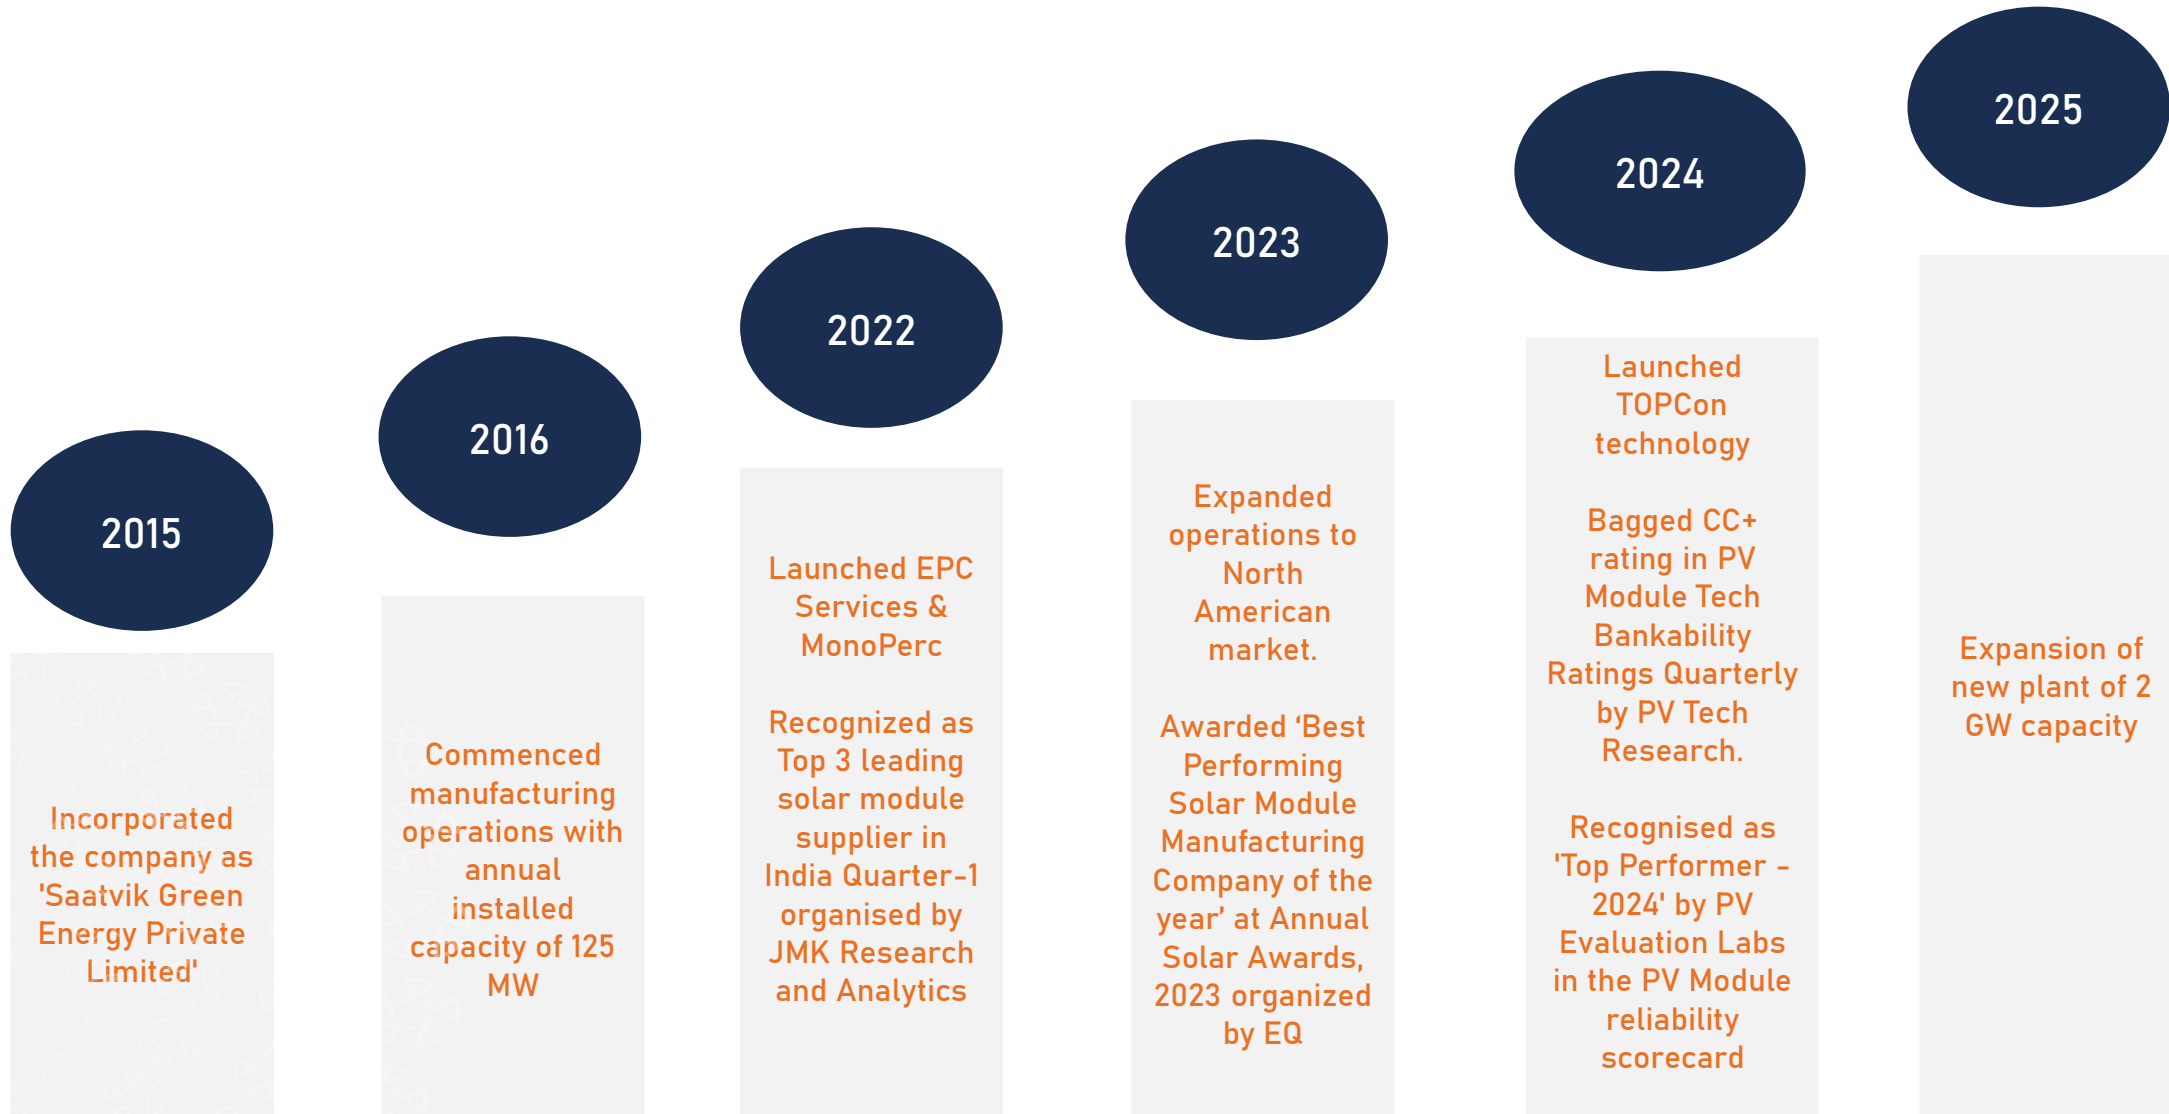 2015
Incorporated
the company as
'Saatvik Green
Energy Private
Limited'
2016
Commenced
manufacturing
operations with
annual
installed
capacity of 125
MW
2022
Launched EPC
Services &
MonoPerc
Recognized as
Top 3 leading
solar module
supplier in
India Quarter-1
organised by
JMK Research
and Analytics
2023
Expanded
operations to
North
American
market.
Awarded ‘Best
Performing
Solar Module
Manufacturing
Company of the
year’ at Annual
Solar Awards,
2023 organized
by EQ
2024
Launched
TOPCon
technology
Bagged CC+
rating in PV
Module Tech
Bankability
Ratings Quarterly
by PV Tech
Research.
Recognised as
'Top Performer -
2024' by PV
Evaluation Labs
in the PV Module
reliability
scorecard
2025
Expansion of
new plant of 2
GW capacity